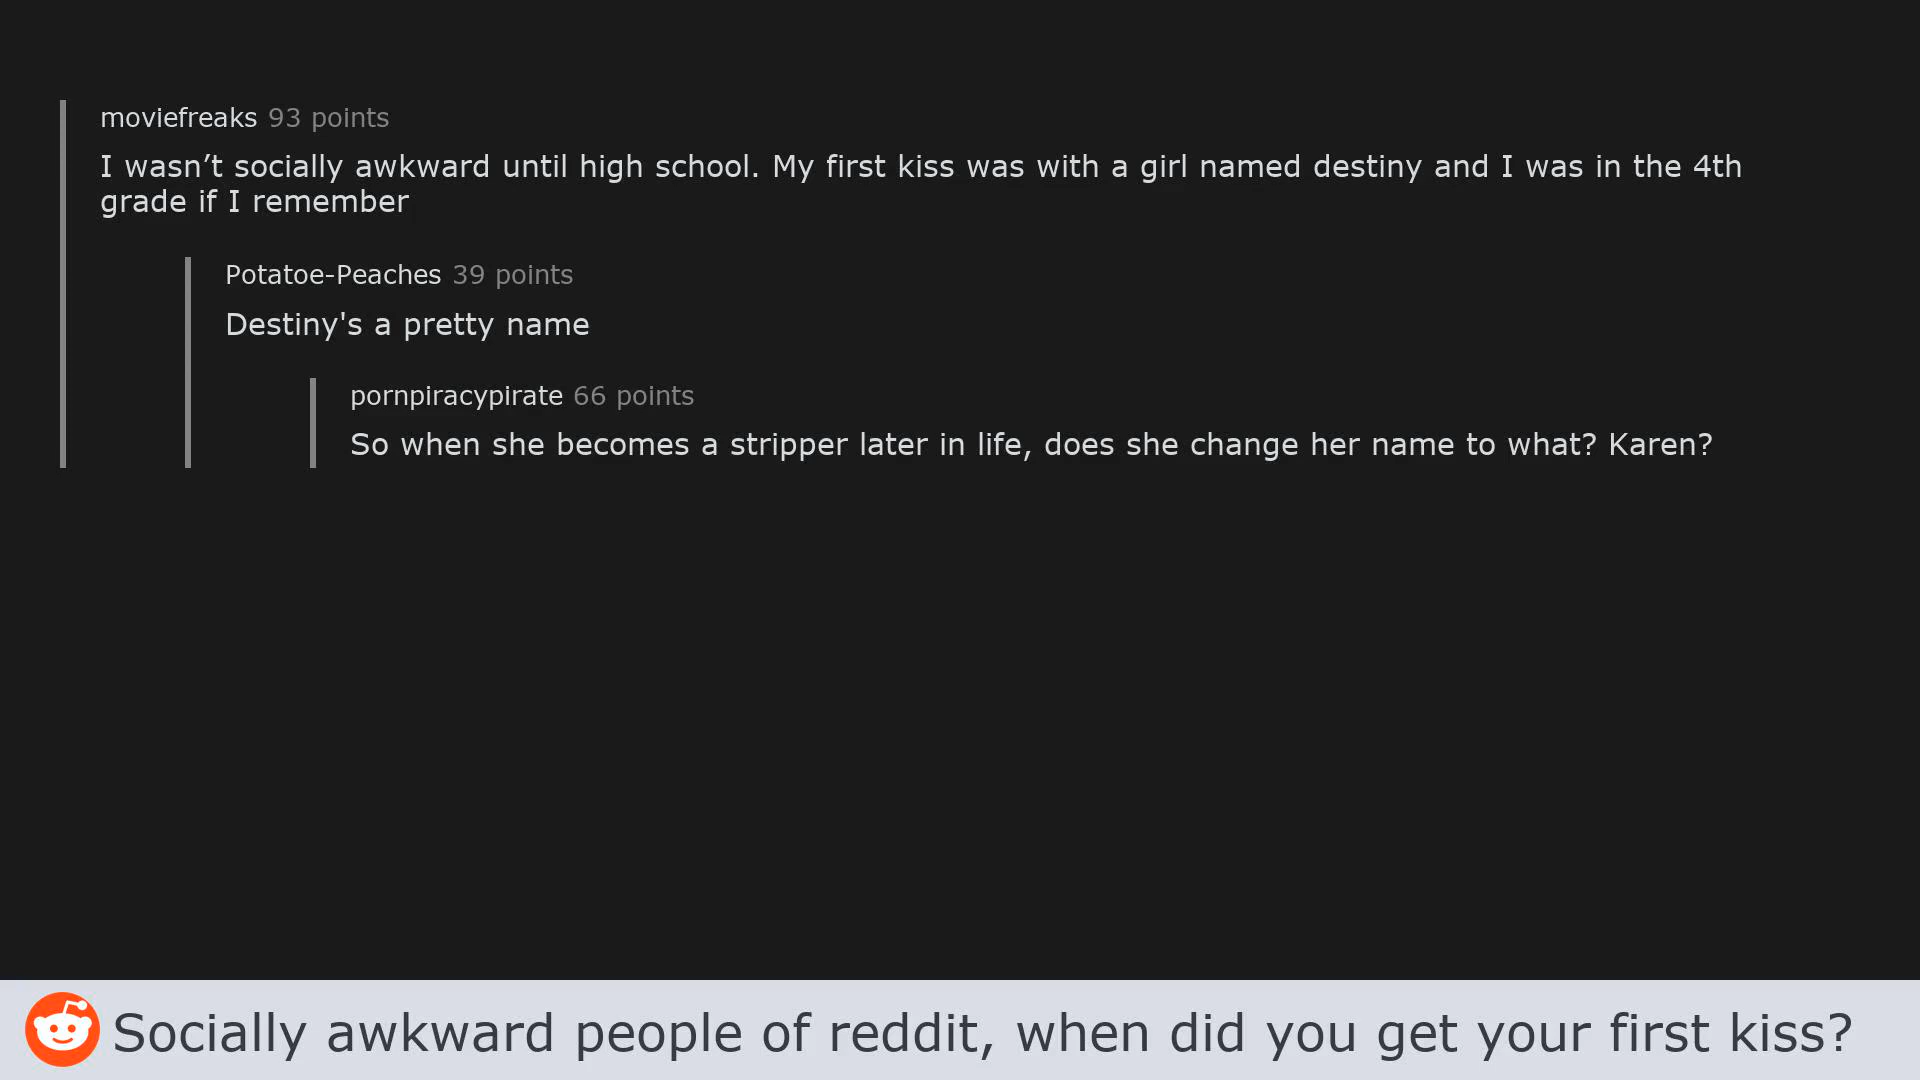 moviefreaks 93 points
I wasn’t socially awkward until high school. My first kiss was with a girl named destiny and I was in the 4th
grade if I remember
Potatoe-Peaches 39 points
Destiny's a pretty name
pornpiracypirate 66 points
So when she becomes a stripper later in life, does she change her name to what? Karen?
Socially awkward people of reddit, when did you get your first kiss?